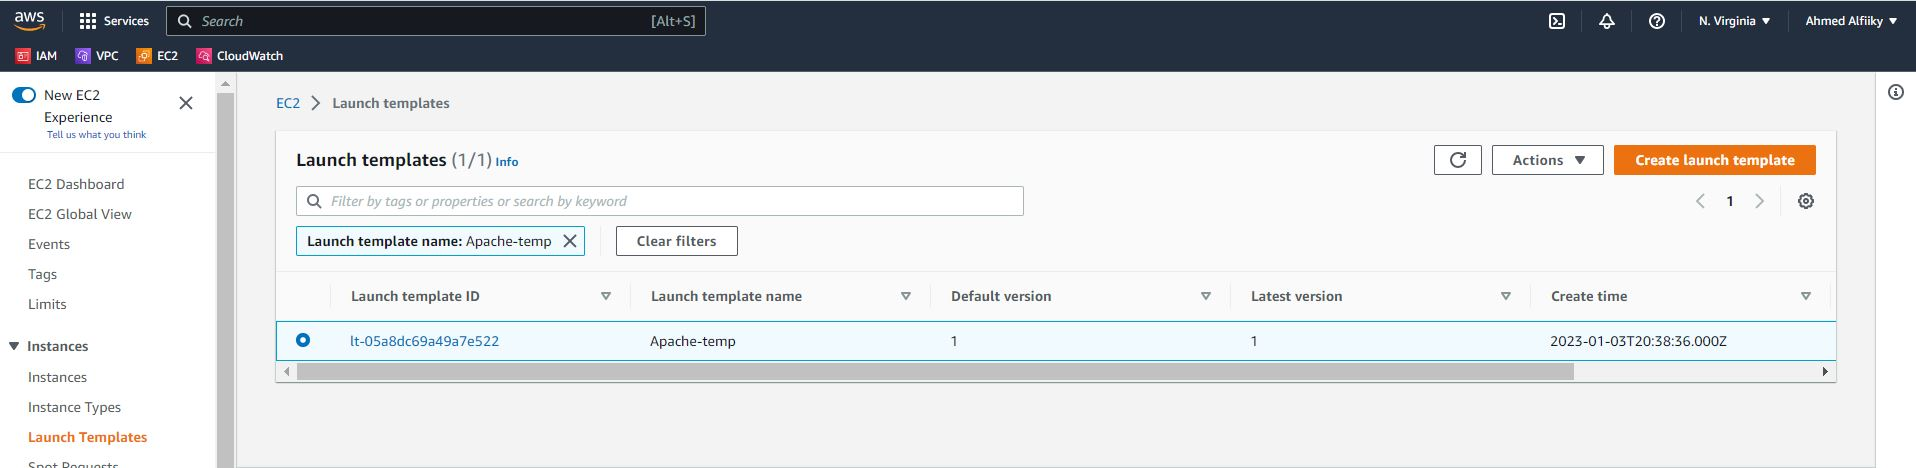 aws Services Search [Alt+S] N. Virginia Ahmed Alfiiky
IAM VPC EC2 CloudWatch
New EC2
Experience
Tell us what you think
EC2 Dashboard
EC2 Global View
Events
Tags
Limits
Instances
Instances
Instance Types
Launch Templates
Spot Requests
EC2 Launch templates
Launch templates (1/1) Info Actions Create launch template
Filter by tags or properties or search by keyword 1
Launch template name: Apache-temp Clear filters
Launch template ID Launch template name Default version Latest version Create time
lt-05a8dc69a49a7e522 Apache-temp 1 1 2023-01-03T20:38:36.000Z